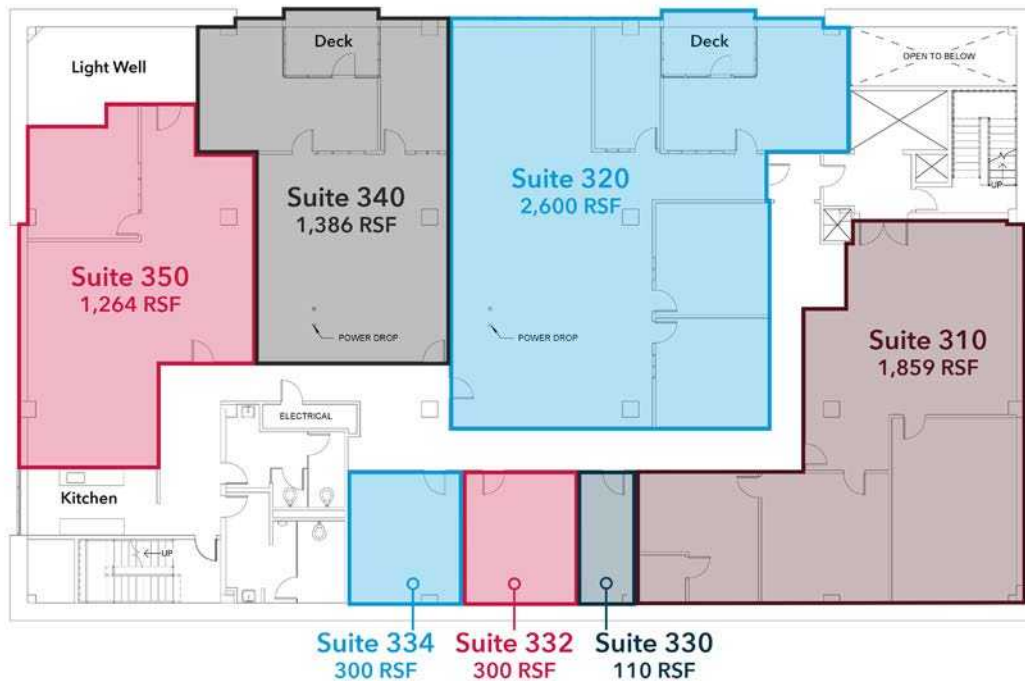 Deck
Deck
Light Well
OPEN TO BELOW
Suite 320
2,600 RSF
UP
Suite 340
1,386 RSF
Suite 350
1,264 RSF
POWER DROP
POWER DROP
Suite 310
1,859 RSF
ELECTRICAL
Kitchen
UP
Suite 334
300 RSF
Suite 332
300 RSF
Suite 330
110 RSF